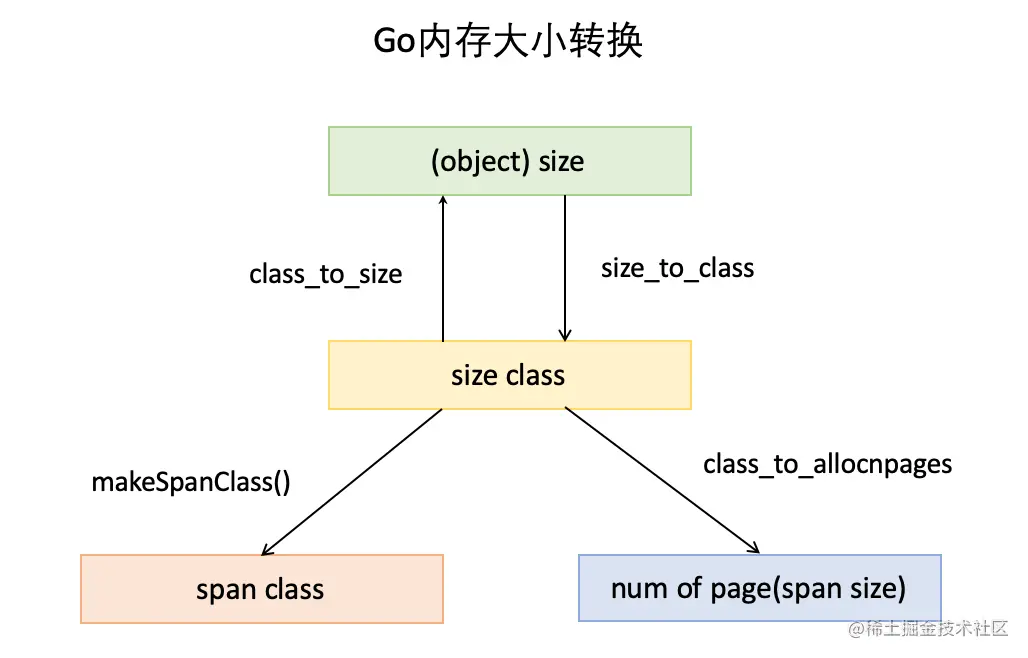 Go内存大小转换
(object) size
class_to_size
size_to_class
size class
makeSpanClass()
class_to_allocnpages
span class
num of page(span size)
@稀土掘金技术社区